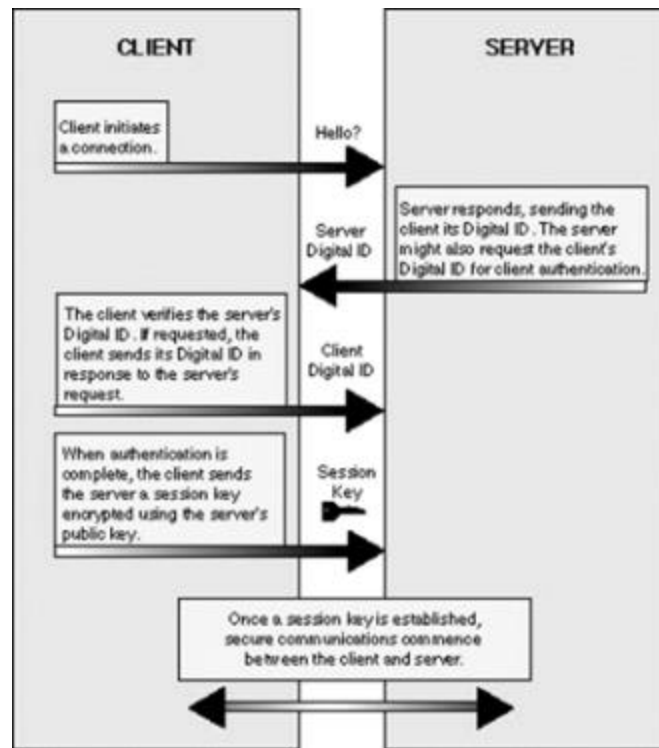 CLIENT
SERVER
Client initiates
a connection.
Hello?
Server responds, sending the
client its Digital ID. The server
might also request the client's
Digital ID for client authentication.
Server
Digital ID
The client verifies the server's
Digital ID. If requested, the
client sends its Digital ID in
response to the server's
request.
Client
Digital ID
When authentication is
complete, the client sends
the server a session key
encrypted using the server's
public key.
Session
Key
Once a session key is established,
secure communications commence
between the client and server.